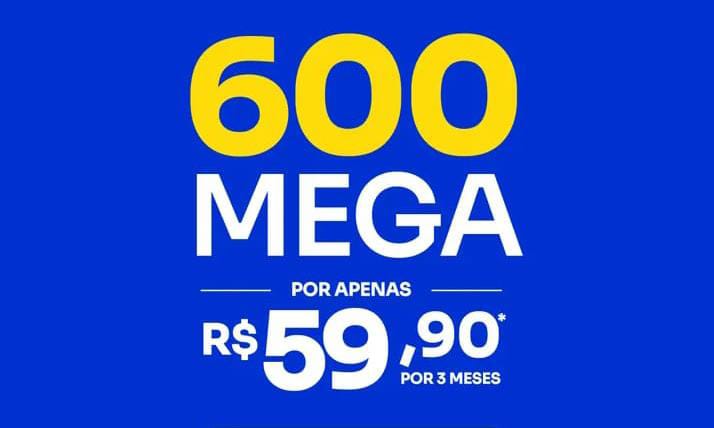 600
MEGA
POR APENAS
R$59,90*
POR 3 MESES